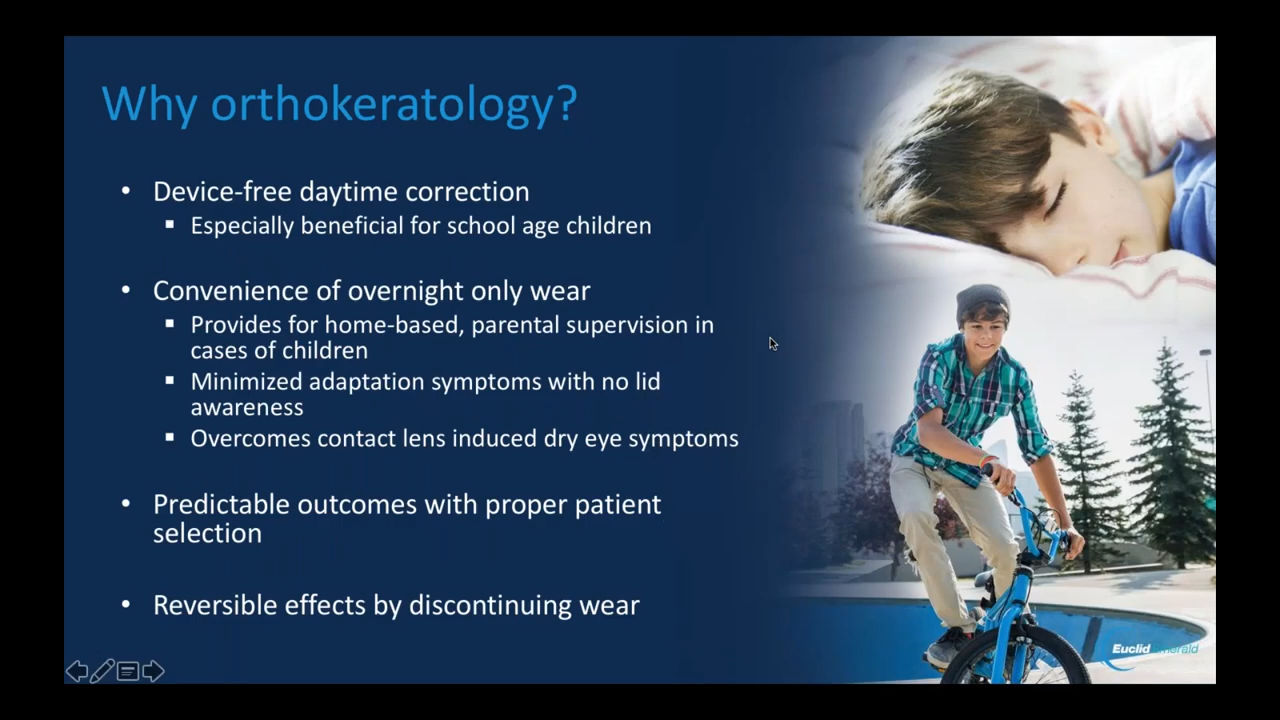 Why orthokeratology?
• Device-free daytime correction
▪ Especially beneficial for school age children
• Convenience of overnight only wear
▪ Provides for home-based, parental supervision in
cases of children
▪ Minimized adaptation symptoms with no lid
awareness
▪ Overcomes contact lens induced dry eye symptoms
• Predictable outcomes with proper patient
selection
• Reversible effects by discontinuing wear
Euclid emerald